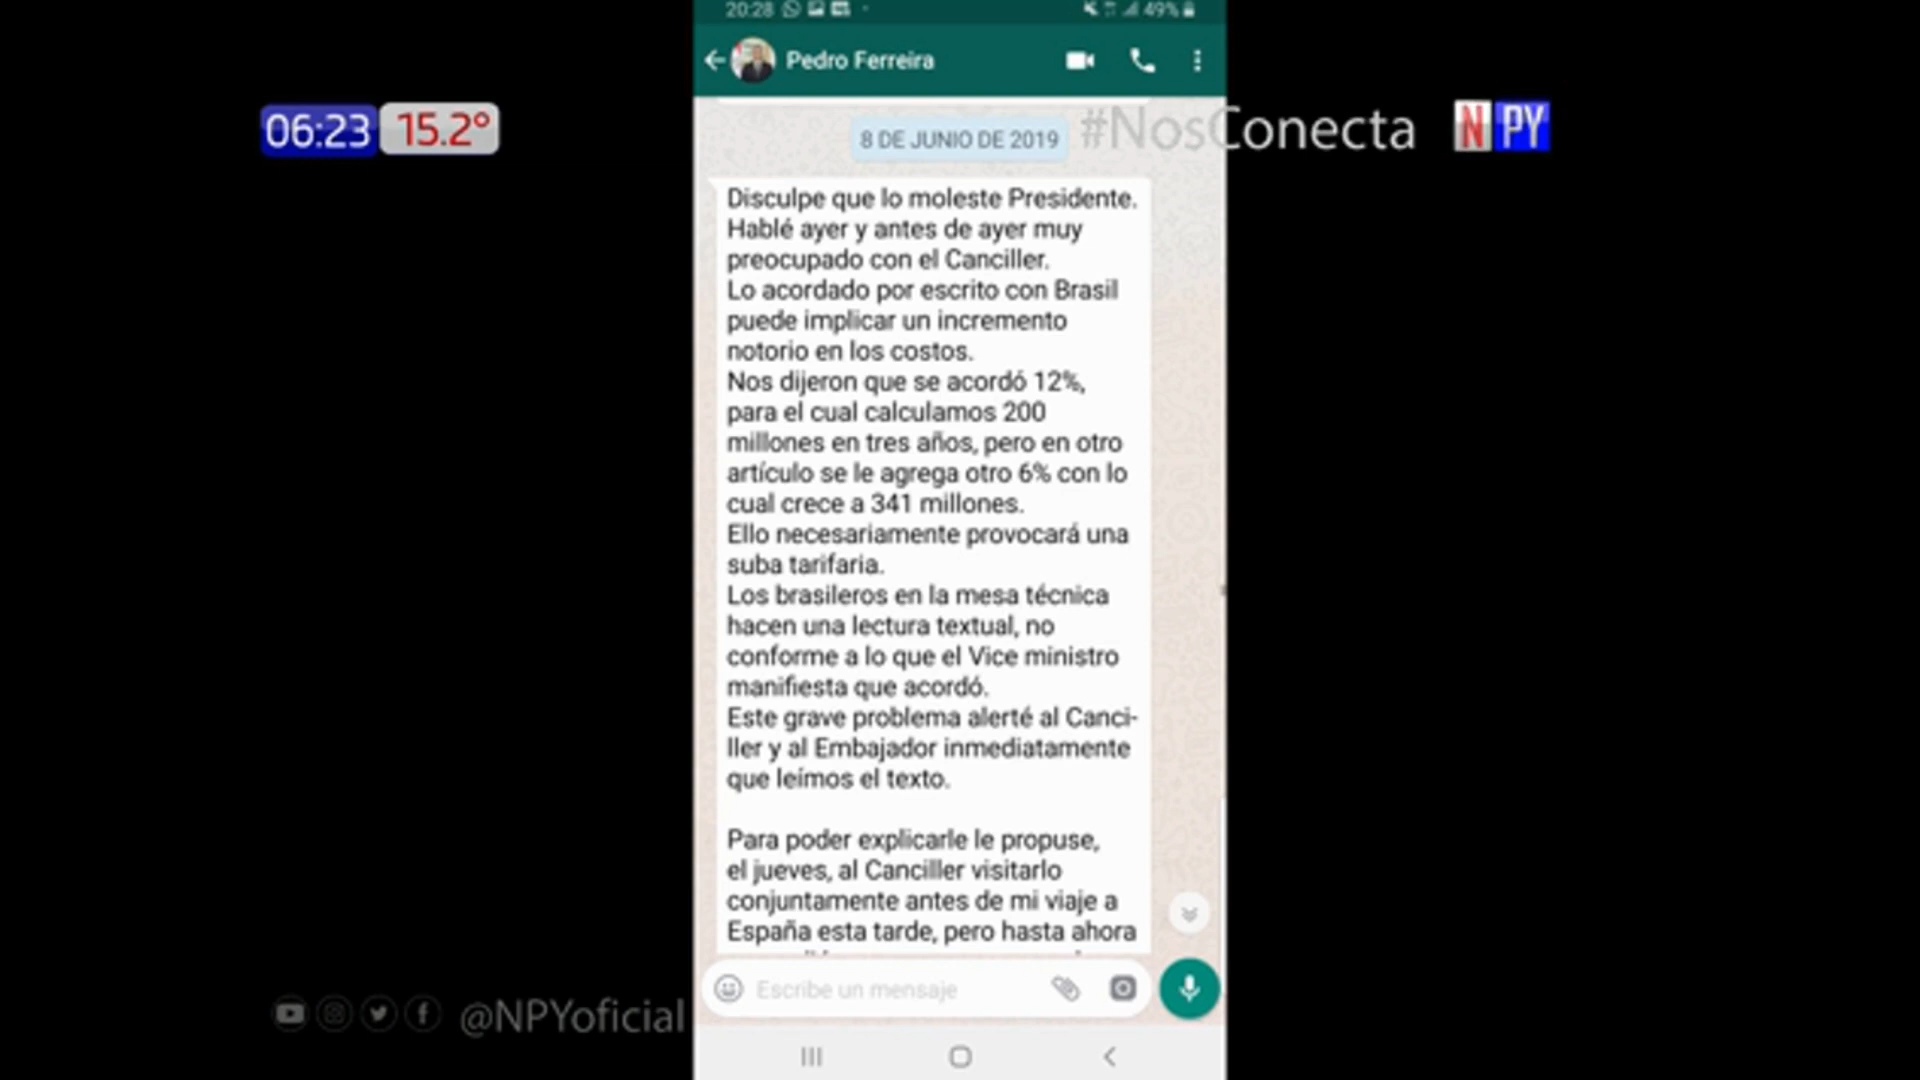 20:28
49%
Pedro Ferreira
06:23 15.2°
#NosConecta NPY
8 DE JUNIO DE 2019
Disculpe que lo moleste Presidente.
Hablé ayer y antes de ayer muy
preocupado con el Canciller.
Lo acordado por escrito con Brasil
puede implicar un incremento
notorio en los costos.
Nos dijeron que se acordó 12%,
para el cual calculamos 200
millones en tres años, pero en otro
artículo se le agrega otro 6% con lo
cual crece a 341 millones.
Ello necesariamente provocará una
suba tarifaria.
Los brasileros en la mesa técnica
hacen una lectura textual, no
conforme a lo que el Vice ministro
manifiesta que acordó.
Este grave problema alerté al Canci-
ller y al Embajador inmediatamente
que leímos el texto.
Para poder explicarle le propuse,
el jueves, al Canciller visitarlo
conjuntamente antes de mi viaje a
España esta tarde, pero hasta ahora
Escribe un mensaje
@NPYoficial